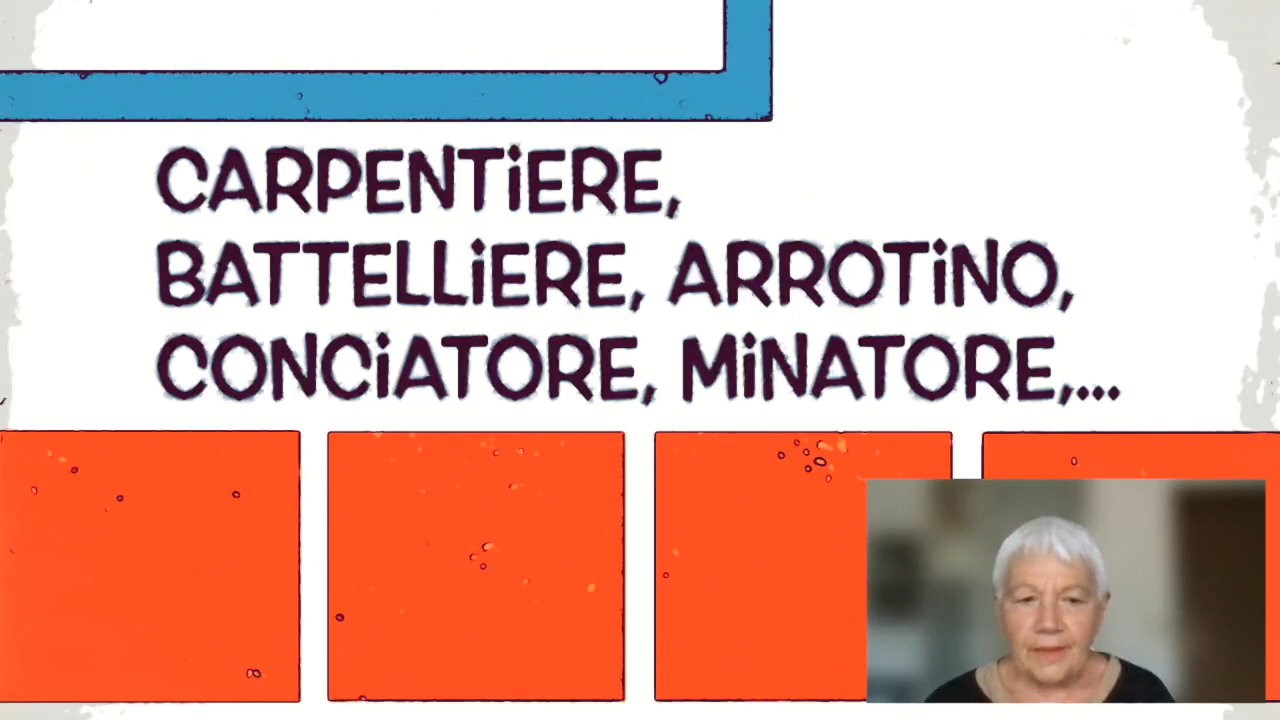 CARPENTiERE,
BATTELLiERE, ARROTiNO,
CONCiATORE, MiNATORE,...